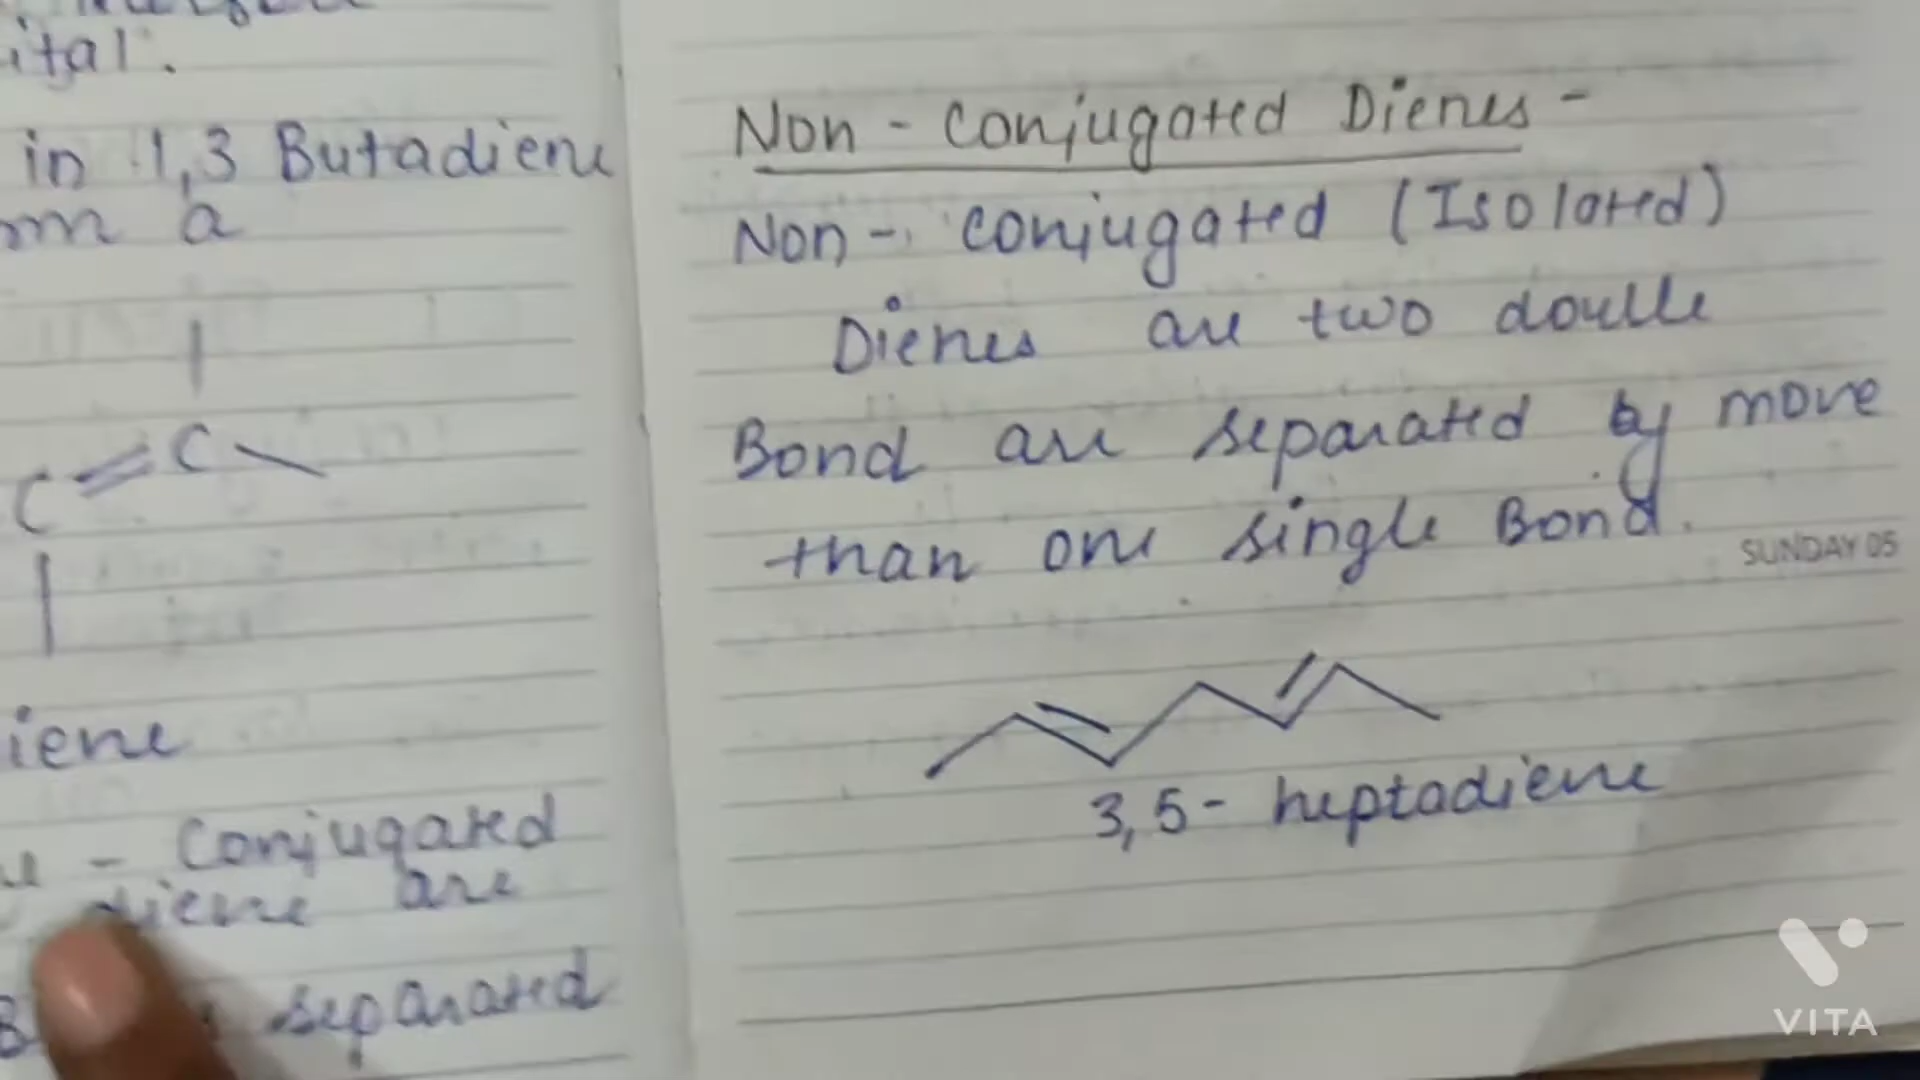 ital.
in 1,3 Butadiene
a
C = C
iene
- Conjugated
diene are
separated
Non - Conjugated Dienes -
Non - conjugated (Isolated)
Dienes are two double
Bond are separated by more
than one single Bond.
SUNDAY 05
3,5- heptadiene
VITA